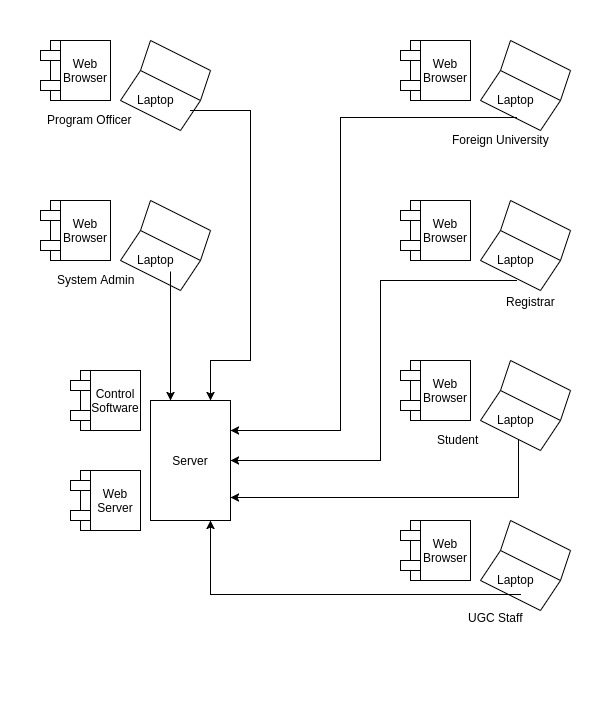 Web
Browser
Laptop
Program Officer
Web
Browser
Laptop
Foreign University
Web
Browser
Laptop
System Admin
Web
Browser
Laptop
Registrar
Control
Software
Server
Web
Server
Web
Browser
Laptop
Student
Web
Browser
Laptop
UGC Staff